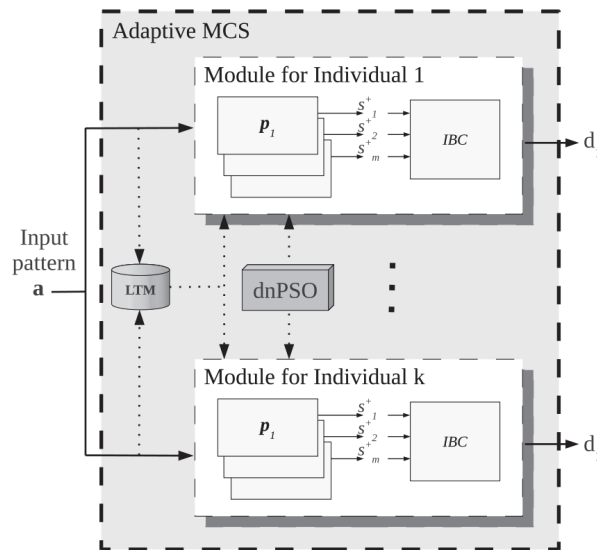 Adaptive MCS
Module for Individual 1
p1
s+1
s+2
s+m
IBC
d
Input
pattern
a
LTM
dnPSO
Module for Individual k
p1
s+1
s+2
s+m
IBC
d